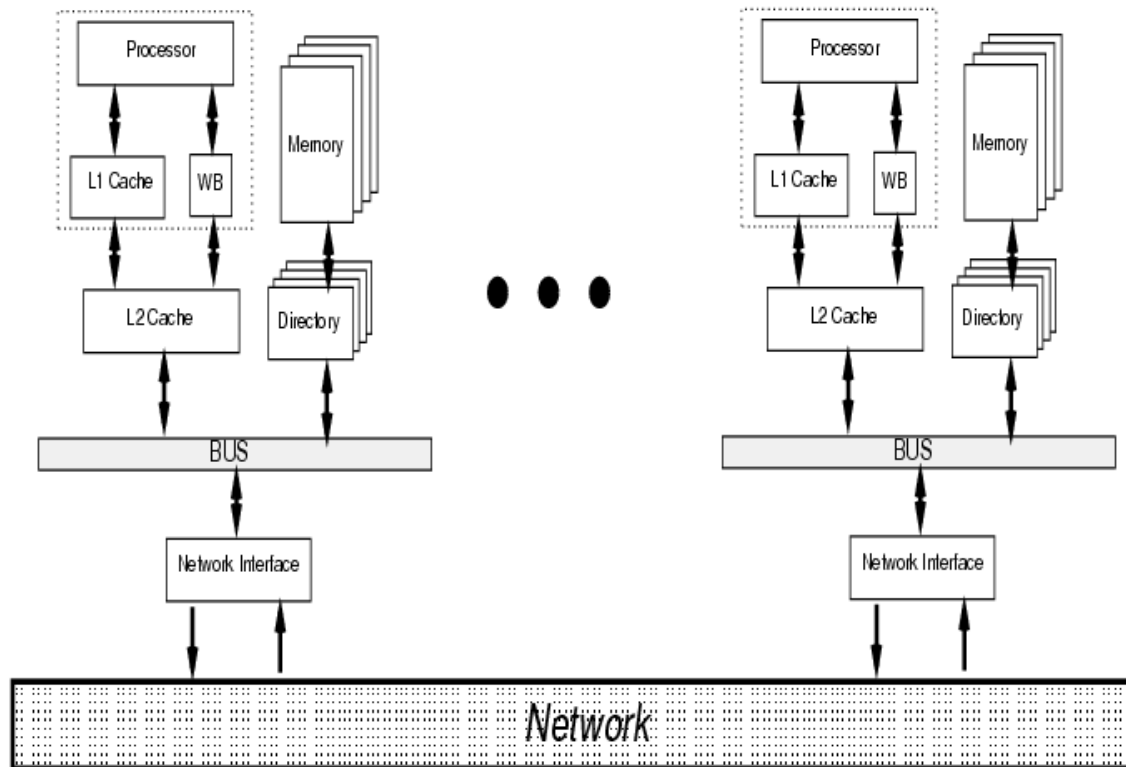 Processor
Memory
L1 Cache
WB
L2 Cache
Directory
BUS
Network Interface
Processor
Memory
L1 Cache
WB
L2 Cache
Directory
BUS
Network Interface
Network